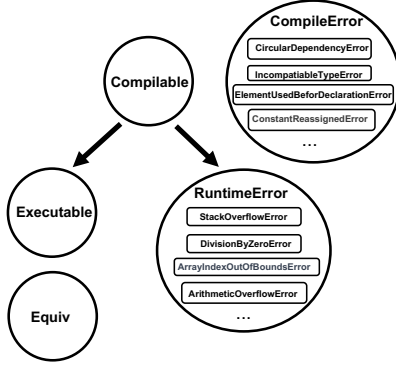 CompileError
CircularDependencyError
IncompatiableTypeError
ElementUsedBeforDeclarationError
ConstantReassignedError
...
Compilable
Executable
RuntimeError
StackOverflowError
DivisionByZeroError
ArrayIndexOutOfBoundsError
ArithmeticOverflowError
...
Equiv